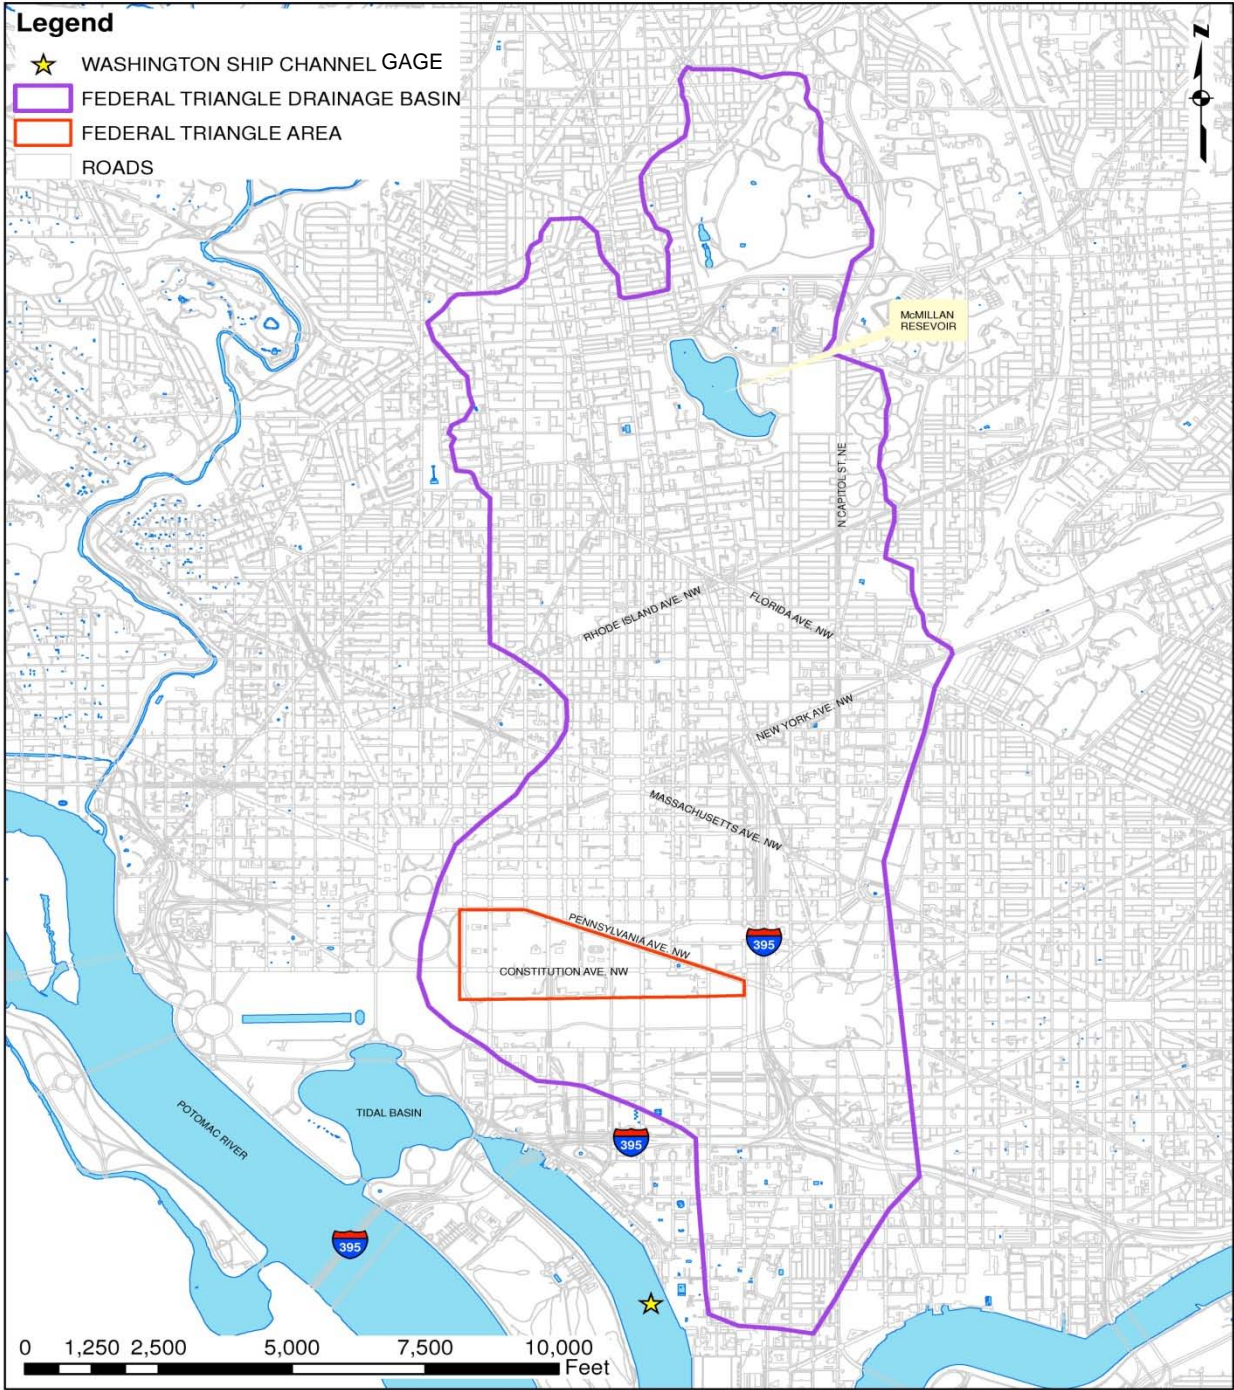 Legend
WASHINGTON SHIP CHANNEL GAGE
FEDERAL TRIANGLE DRAINAGE BASIN
FEDERAL TRIANGLE AREA
ROADS
N
McMILLAN
RESEVOIR
N CAPITOL ST. NE
RHODE ISLAND AVE. NW
FLORIDA AVE. NW
NEW YORK AVE. NW
MASSACHUSETTS AVE. NW
PENNSYLVANIA AVE. NW
395
CONSTITUTION AVE. NW
TIDAL BASIN
POTOMAC RIVER
395
395
0 1,250 2,500 5,000 7,500 10,000
Feet